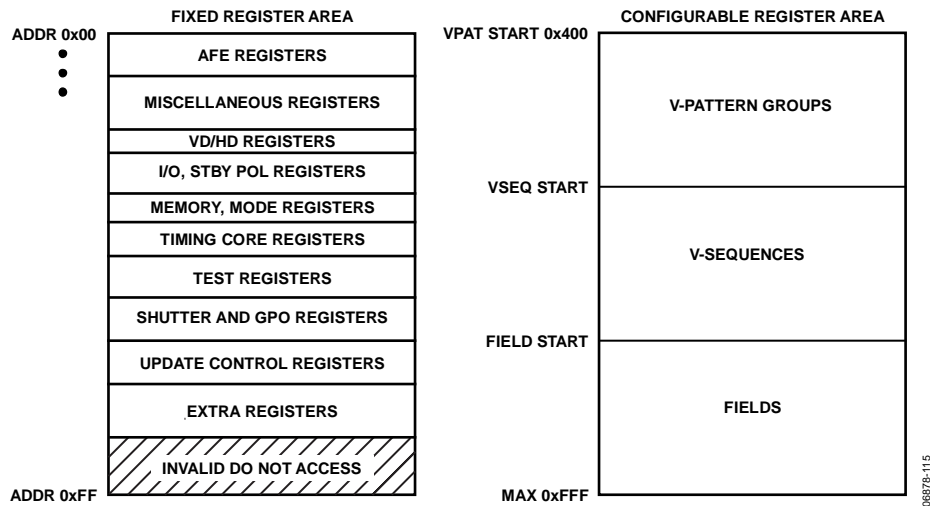 FIXED REGISTER AREA
ADDR 0x00
AFE REGISTERS
MISCELLANEOUS REGISTERS
VD/HD REGISTERS
I/O, STBY POL REGISTERS
MEMORY, MODE REGISTERS
TIMING CORE REGISTERS
TEST REGISTERS
SHUTTER AND GPO REGISTERS
UPDATE CONTROL REGISTERS
EXTRA REGISTERS
INVALID DO NOT ACCESS
ADDR 0xFF
CONFIGURABLE REGISTER AREA
VPAT START 0x400
V-PATTERN GROUPS
VSEQ START
V-SEQUENCES
FIELD START
FIELDS
MAX 0xFFF
06878-115